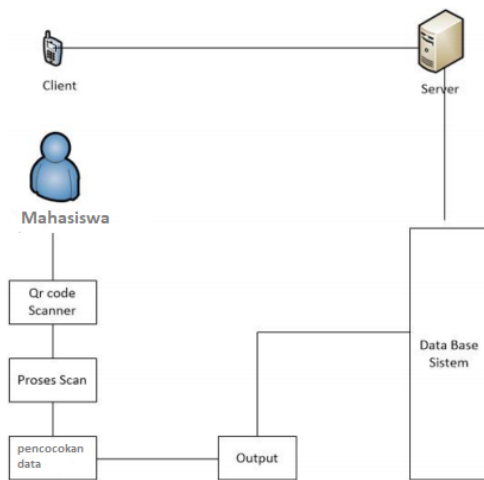 Client
Server
Mahasiswa
Qr code
Scanner
Data Base
Sistem
Proses Scan
pencocokan
data
Output